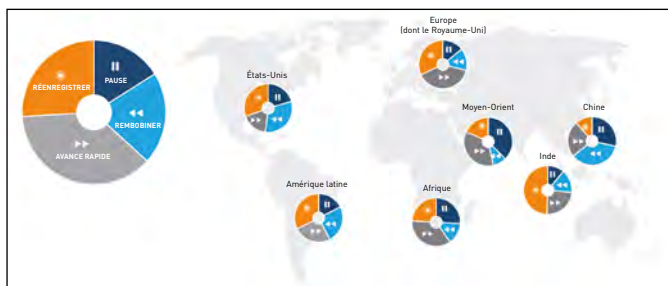 Europe
(dont le Royaume-Uni)
RÉENREGISTRER
PAUSE
États-Unis
REMBOBINER
Moyen-Orient
Chine
AVANCE RAPIDE
Inde
Amérique latine
Afrique